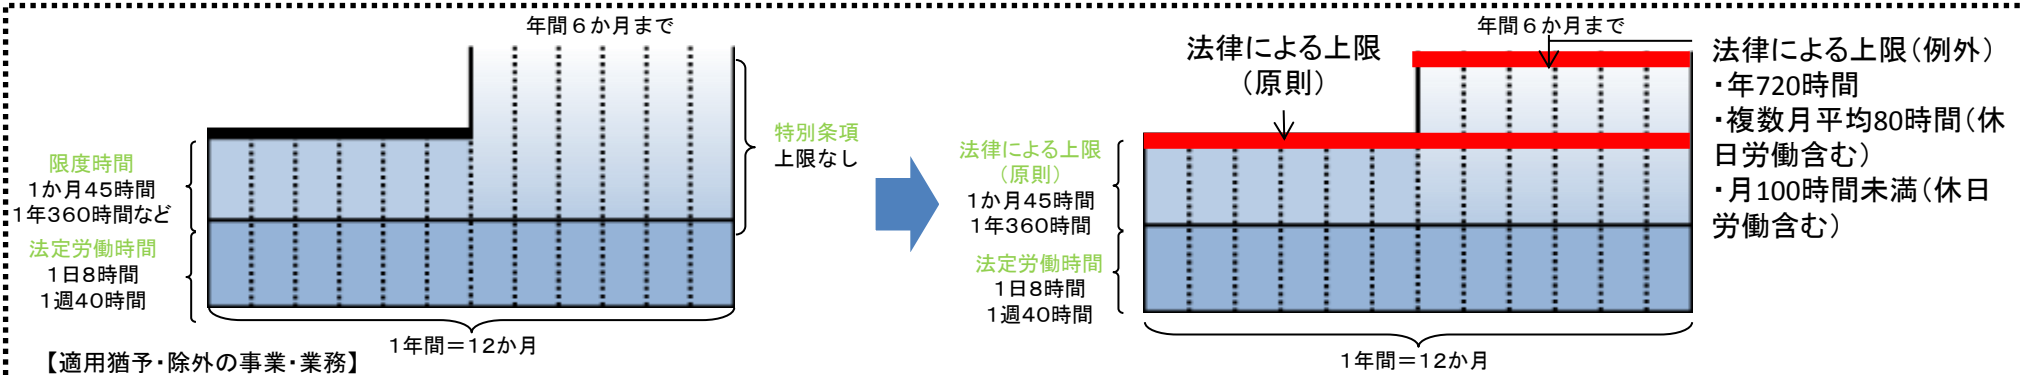 年間６か月まで
限度時間
１か月４５時間
１年３６０時間など
法定労働時間
１日８時間
１週４０時間
特別条項
上限なし
１年間＝１２か月
【適用猶予・除外の事業・業務】
年間６か月まで
法律による上限
（原則）
法律による上限
（原則）
１か月４５時間
１年３６０時間
法定労働時間
１日８時間
１週４０時間
１年間＝１２か月
法律による上限（例外）
・年720時間
・複数月平均80時間（休
日労働含む）
・月100時間未満（休日
労働含む）